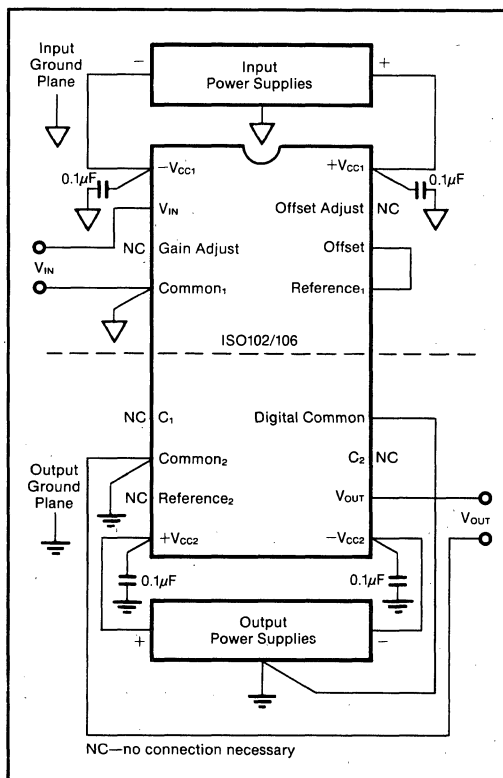 Input
Ground
Plane
−
Input
Power Supplies
+
0.1μF
−VCC1
+VCC1
0.1μF
VIN
Offset Adjust
NC
NC
Gain Adjust
Offset
VIN
Common1
Reference1
ISO102/106
NC
C1
Digital Common
Output
Ground
Plane
Common2
C2
NC
NC
Reference2
VOUT
VOUT
+VCC2
−VCC2
0.1μF
0.1μF
+
Output
Power Supplies
−
NC—no connection necessary